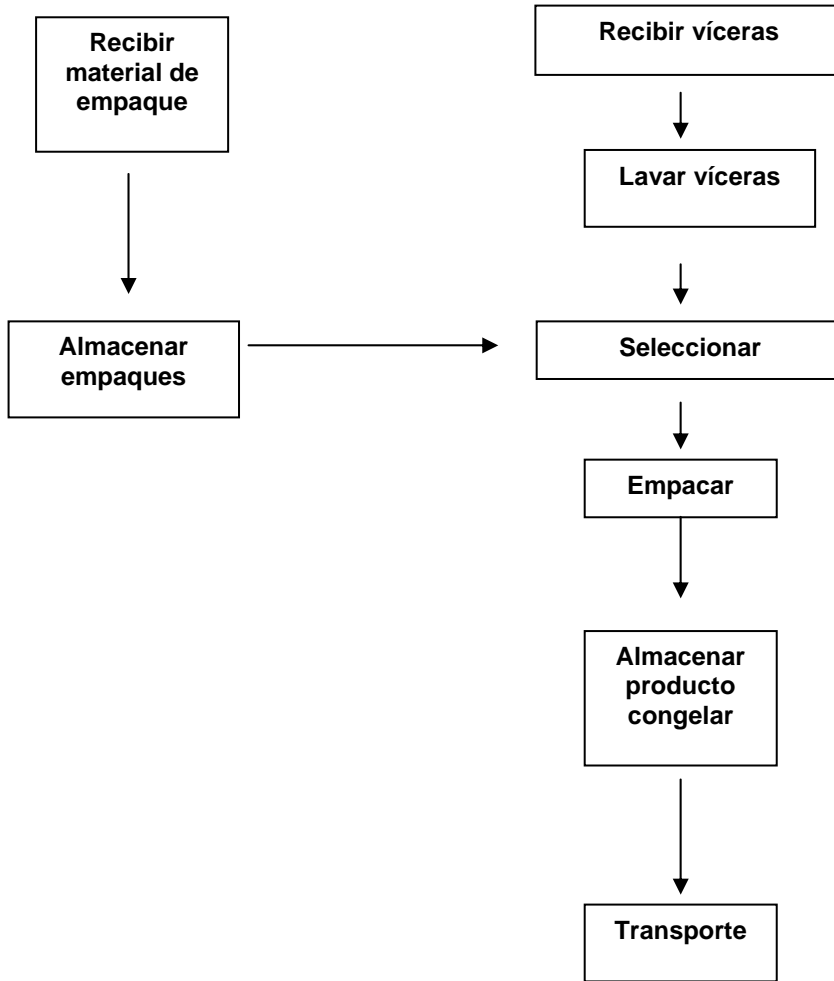 Recibir
material de
empaque
Recibir víceras
Lavar víceras
Almacenar
empaques
Seleccionar
Empacar
Almacenar
producto
congelar
Transporte